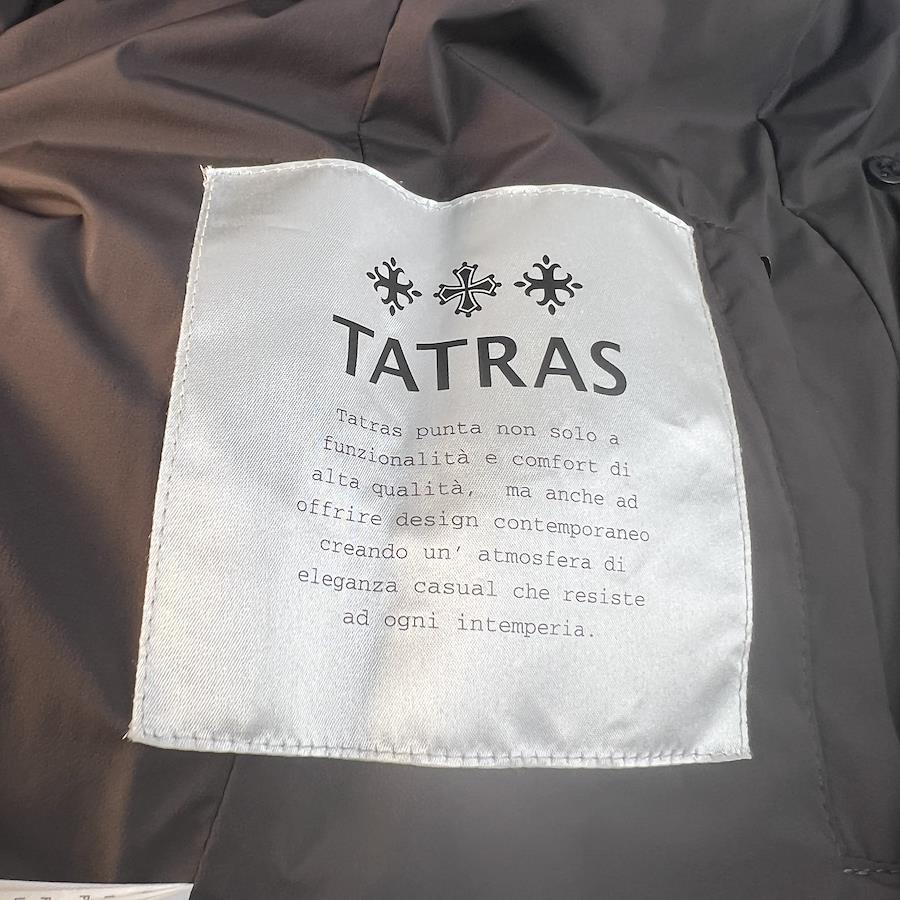 TATRAS
Tatras punta non solo a
funzionalità e comfort di
alta qualità, ma anche ad
offrire design contemporaneo
creando un' atmosfera di
eleganza casual che resiste
ad ogni intemperia.